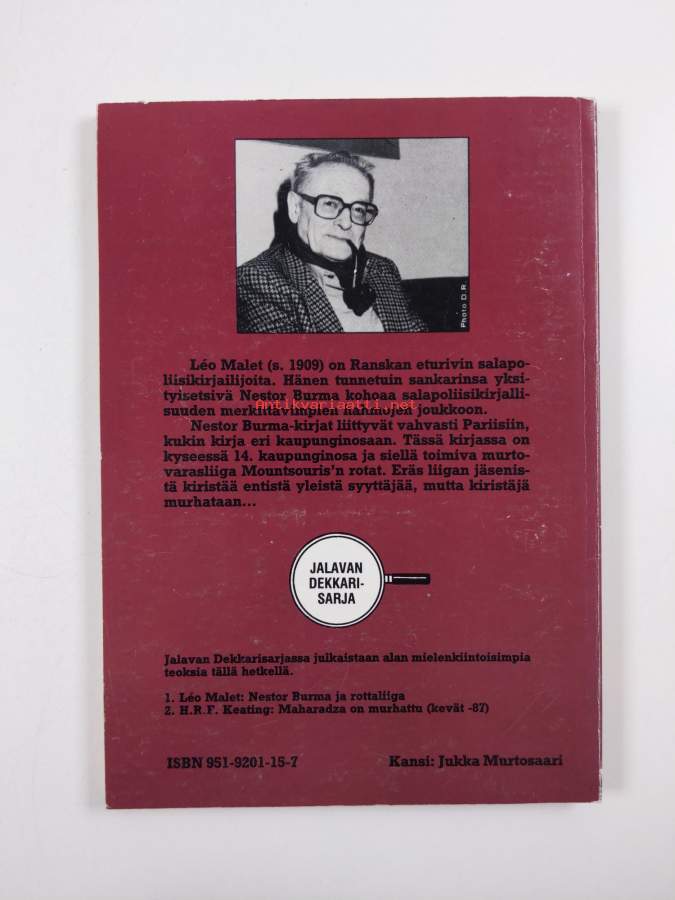 Photo D.R
Léo Malet (s. 1909) on Ranskan eturivin salapo-
liisikirjailijoita. Hänen tunnetuin sankarinsa yksi-
tyisetsivä Nestor Burma kohoaa salapoliisikirjalli-
Antikvariaatti.net
suuden merkittävimpien hahmojen joukkoon.
Nestor Burma-kirjat liittyvät vahvasti Pariisiin,
kukin kirja eri kaupunginosaan. Tässä kirjassa on
kyseessä 14. kaupunginosa ja siellä toimiva murto-
varasliiga Mountsouris'n rotat. Eräs liigan jäsenis-
tä kiristää entistä yleistä syyttäjää, mutta kiristäjä
murhataan...
JALAVAN
DEKKARI-
SARJA
Jalavan Dekkarisarjassa julkaistaan alan mielenkiintoisimpia
teoksia tällä hetkellä.
1. Léo Malet: Nestor Burma ja rottaliiga
2. H.R.F. Keating: Maharadza on murhattu (kevät -87)
ISBN 951-9201-15-7
Kansi: Jukka Murtosaari